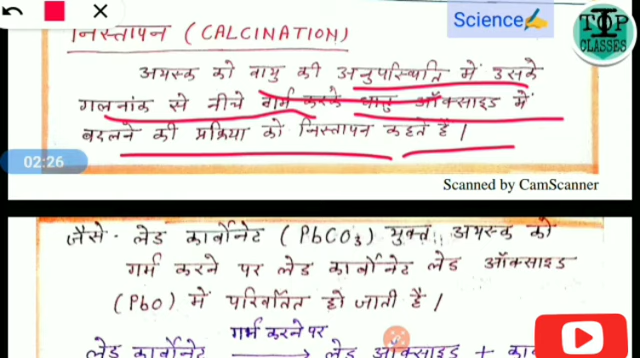 Science✍
T PP
CLASSES
निस्तापन (CALCINATION)
अयस्क को वायु की अनुपस्थिति में उसके
गलनांक से नीचे गर्म करके धातु ऑक्साइड में
बदलने की प्रक्रिया को निस्तापन कहते हैं।
02:26
Scanned by CamScanner
जैसे - लेड कार्बोनेट (PbCO₃) युक्त अयस्क को
गर्म करने पर लेड कार्बोनेट लेड ऑक्साइड
(PbO) में परिवर्तित हो जाती है।
गर्म करने पर
लेड कार्बोनेट ⟶ लेड ऑक्साइड +